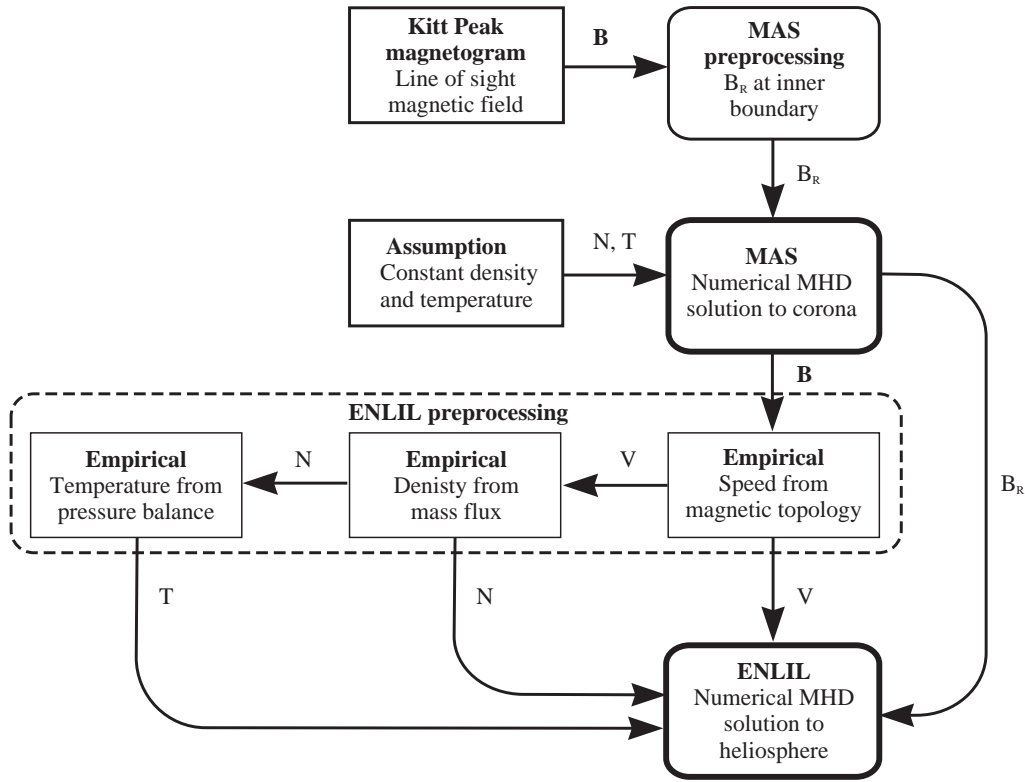 Kitt Peak
magnetogram
Line of sight
magnetic field
B
MAS
preprocessing
B_R at inner
boundary
B_R
Assumption
Constant density
and temperature
N, T
MAS
Numerical MHD
solution to corona
B
B_R
ENLIL preprocessing
Empirical
Temperature from
pressure balance
N
Empirical
Denisty from
mass flux
V
Empirical
Speed from
magnetic topology
T
N
V
ENLIL
Numerical MHD
solution to
heliosphere